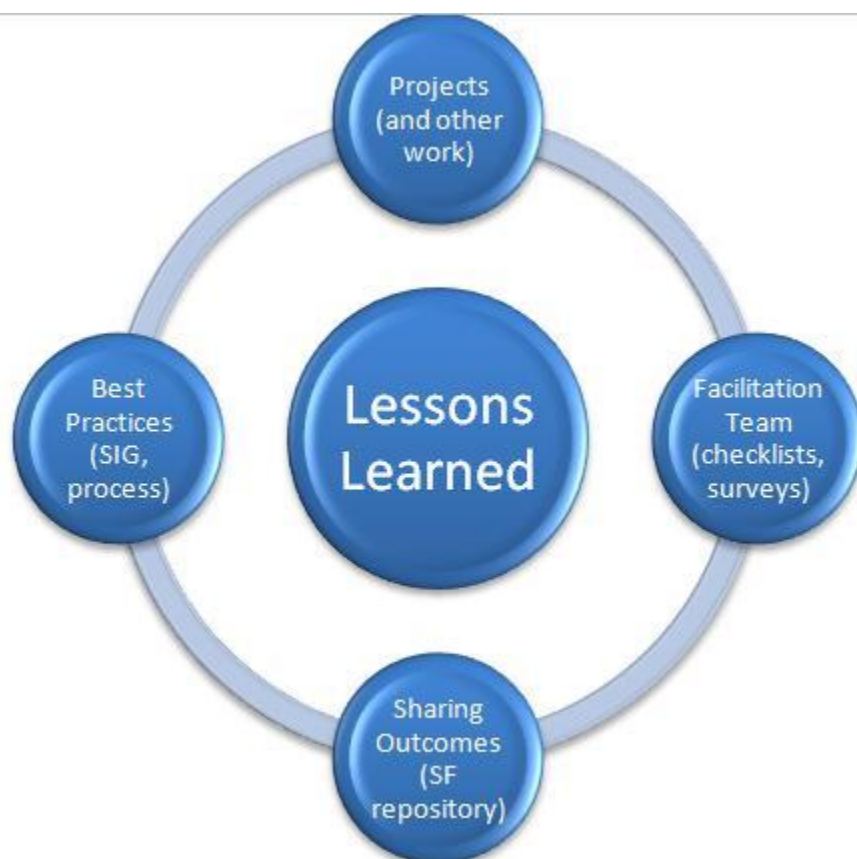 Projects
(and other
work)
Lessons
Learned
Best
Practices
(SIG,
process)
Facilitation
Team
(checklists,
surveys)
Sharing
Outcomes
(SF
repository)